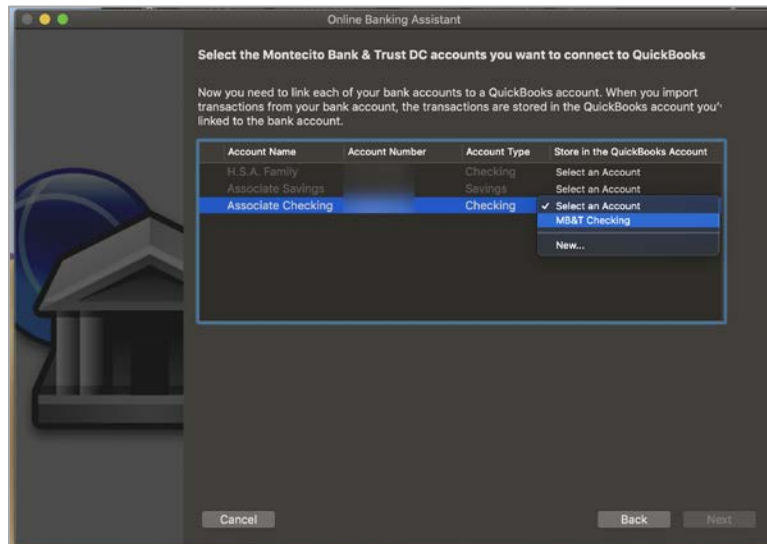 Online Banking Assistant
Select the Montecito Bank & Trust DC accounts you want to connect to QuickBooks
Now you need to link each of your bank accounts to a QuickBooks account. When you import
transactions from your bank account, the transactions are stored in the QuickBooks account you'
linked to the bank account.
Account Name Account Number Account Type Store in the QuickBooks Account
H.S.A. Family Checking Select an Account
Associate Savings Savings Select an Account
Associate Checking Checking ✓ Select an Account
MB&T Checking
New...
Cancel Back Next